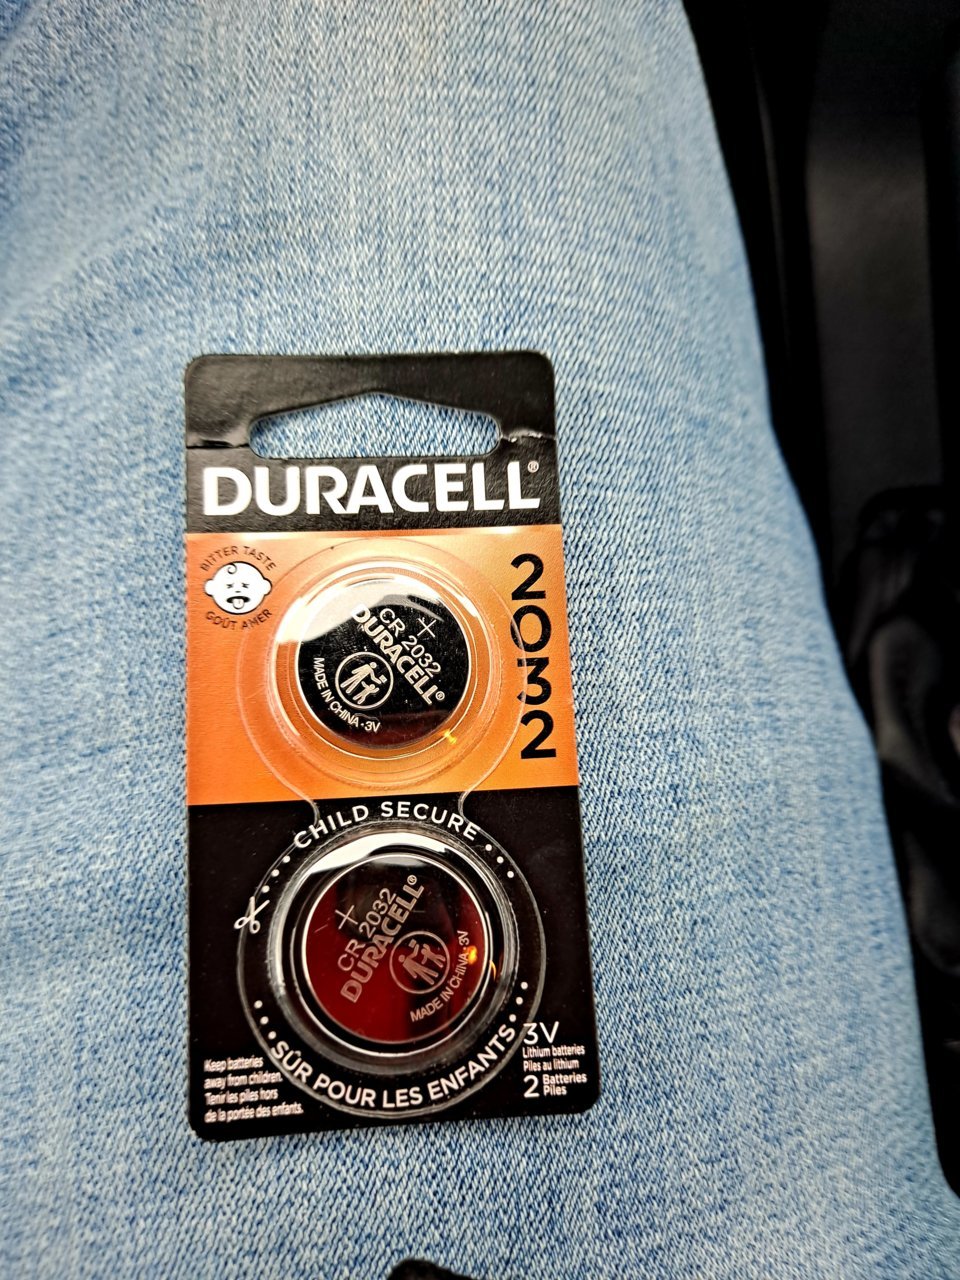 DURACELL®
BITTER TASTE
GOÛT AMER
2032
+
CR 2032
DURACELL®
MADE IN CHINA • 3V
CHILD SECURE
+
CR 2032
DURACELL®
MADE IN CHINA • 3V
SÛR POUR LES ENFANTS
Keep batteries
away from children.
Tenir les piles hors
de la portée des enfants.
3V
Lithium batteries
Piles au lithium
2 Batteries
Piles